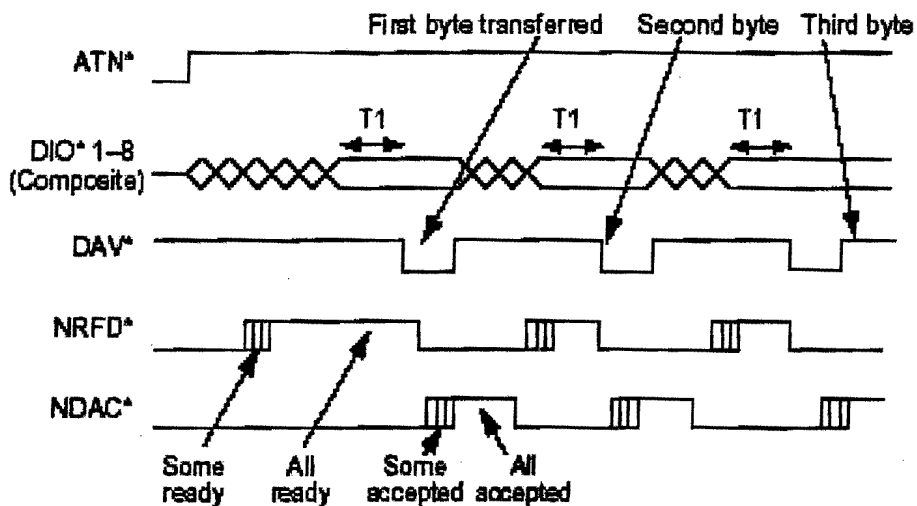 First byte transferred Second byte Third byte
ATN*
T1 T1 T1
DIO* 1–8
(Composite)
DAV*
NRFD*
NDAC*
Some ready
All ready
Some accepted
All accepted